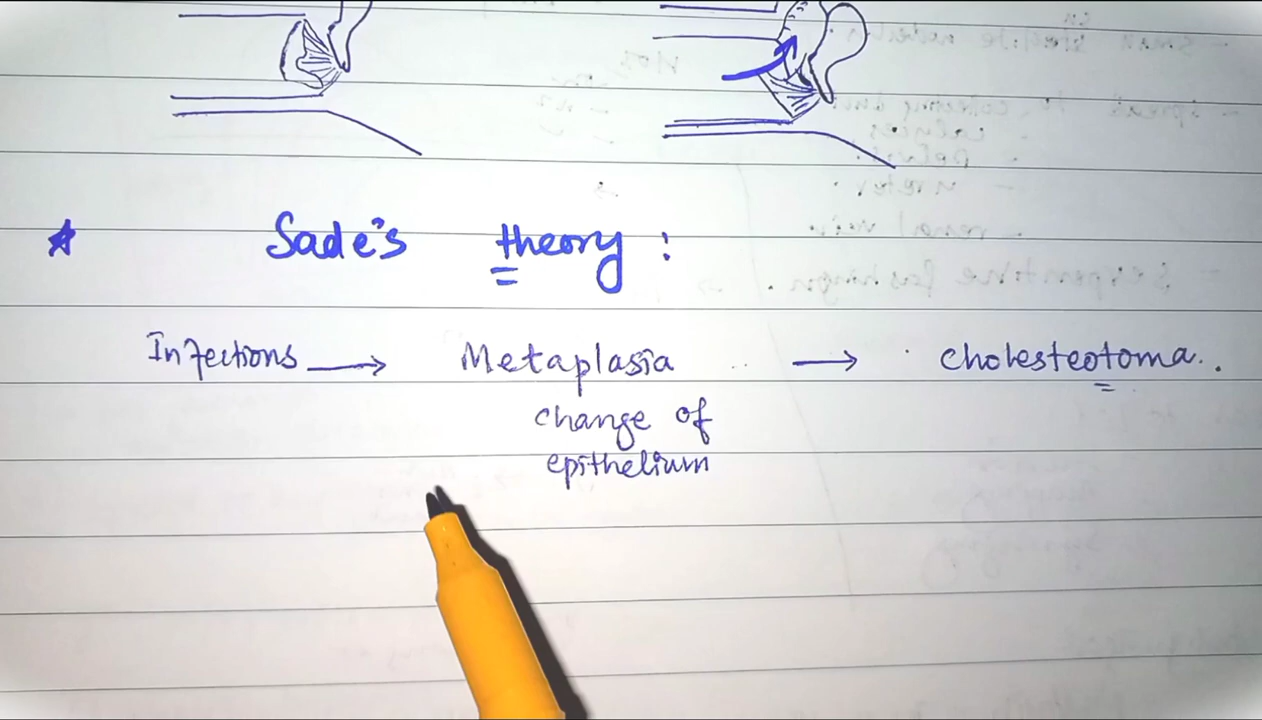 Sade's theory :
Infections → Metaplasia → cholesteotoma.
change of
epithelium